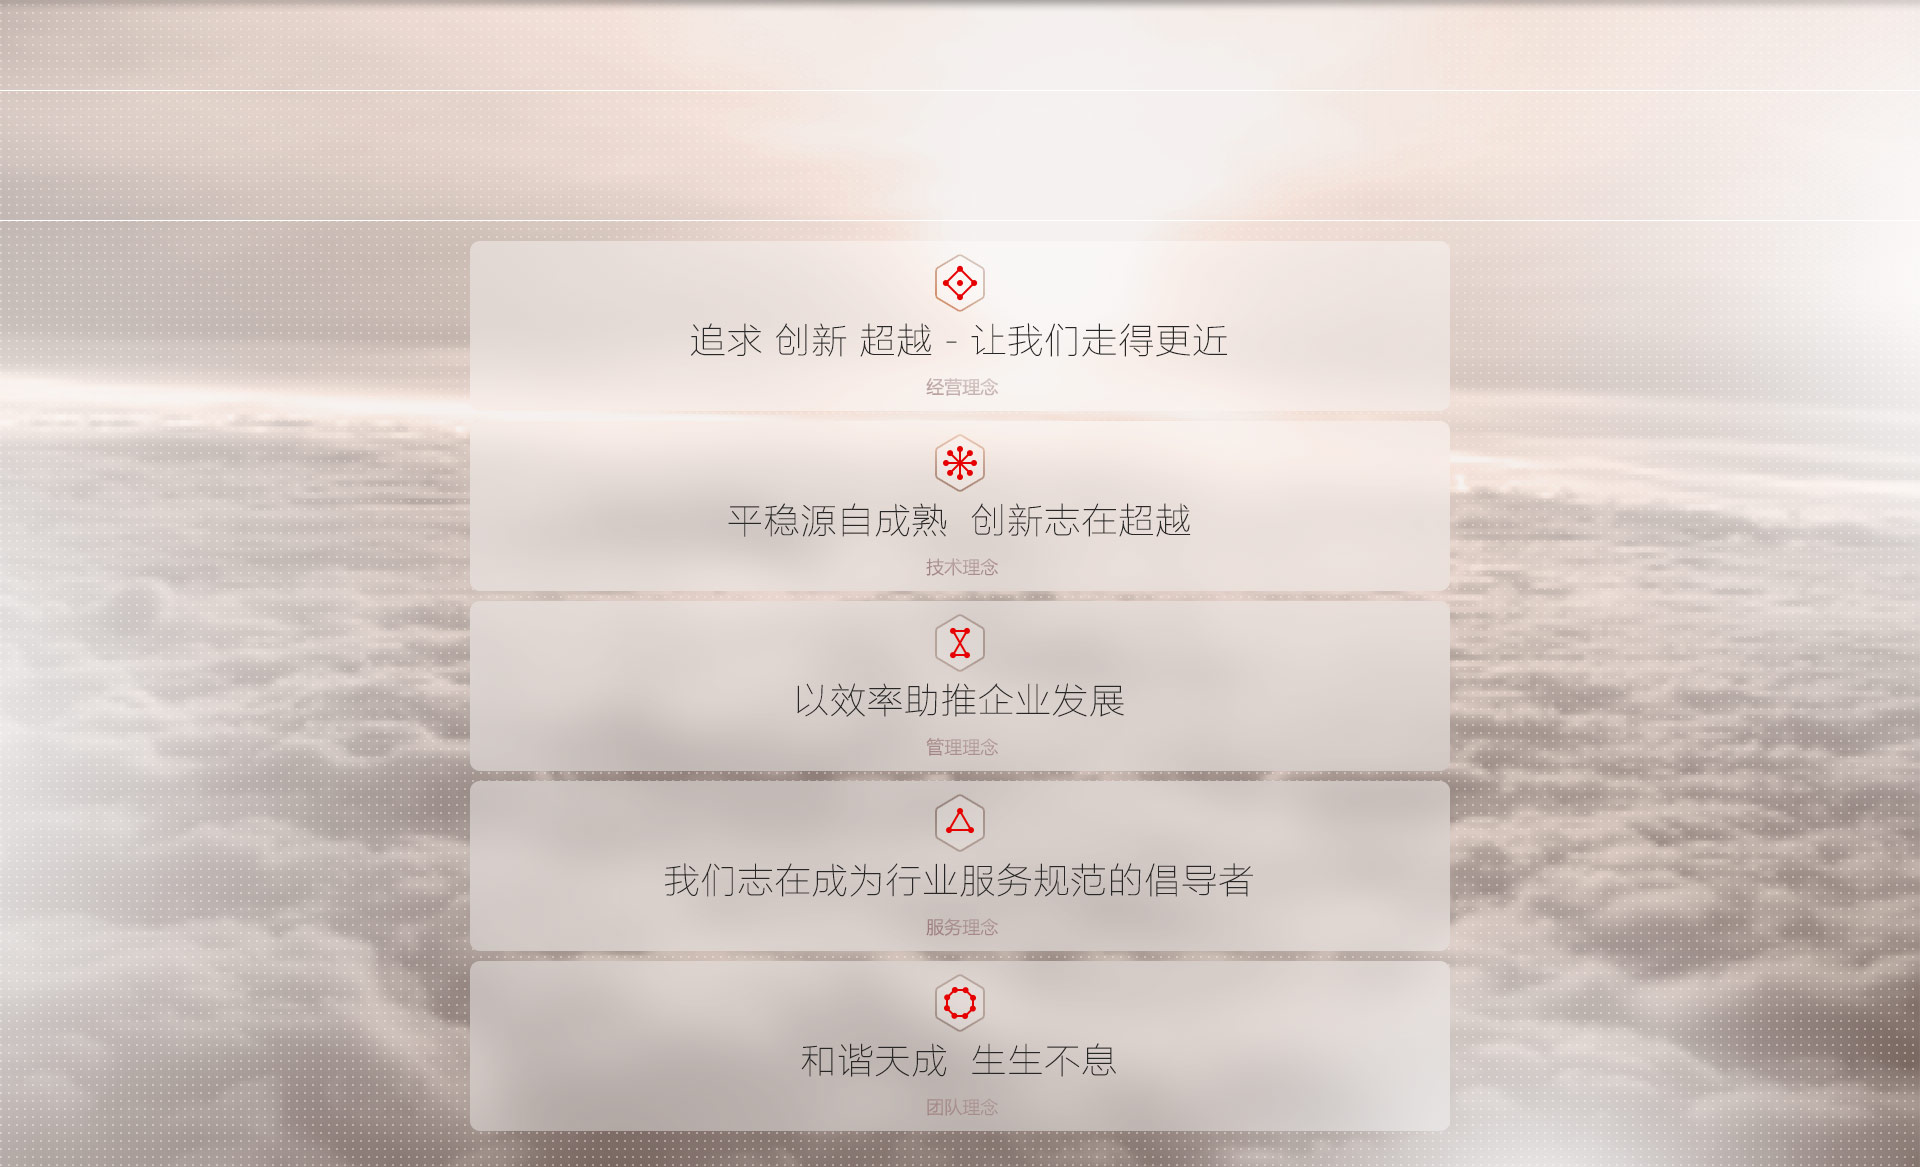 追求 创新 超越 - 让我们走得更近
经营理念
平稳源自成熟 创新志在超越
技术理念
以效率助推企业发展
管理理念
我们志在成为行业服务规范的倡导者
服务理念
和谐天成 生生不息
团队理念